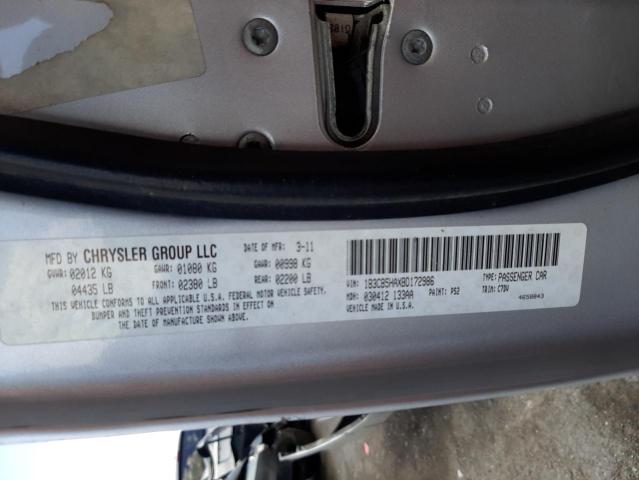 MFD BY CHRYSLER GROUP LLC DATE OF MFR: 3-11
GVWR: 02012 KG GAWR: 01080 KG GAWR: 00998 KG
04435 LB FRONT: 02380 LB REAR: 02200 LB
THIS VEHICLE CONFORMS TO ALL APPLICABLE U.S.A. FEDERAL MOTOR VEHICLE SAFETY,
BUMPER AND THEFT PREVENTION STANDARDS IN EFFECT ON
THE DATE OF MANUFACTURE SHOWN ABOVE.
VIN: 1B3CB5HAXBD172986 TYPE: PASSENGER CAR
MDH: 030412 133AA PAINT: PS2 TRIM: C7DV
VEHICLE MADE IN U.S.A. 4658843